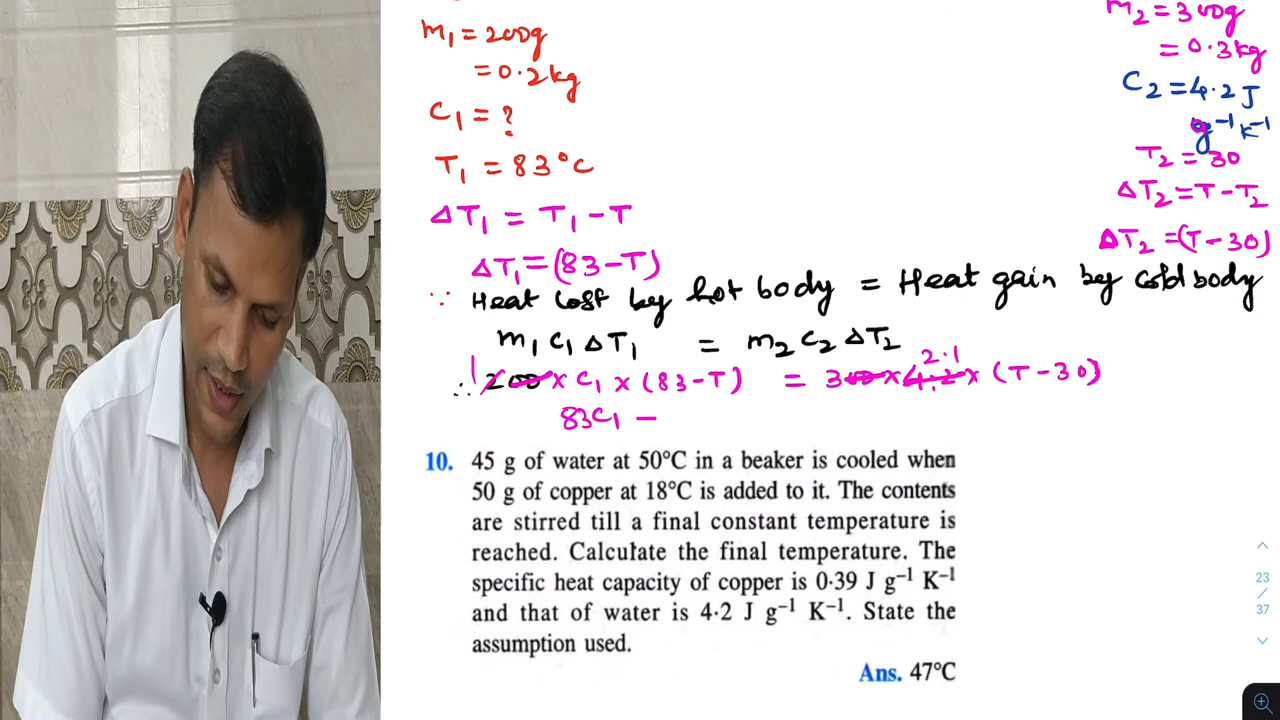 m₁ = 200g
= 0.2kg
C₁ = ?
T₁ = 83°C
ΔT₁ = T₁ - T
ΔT₁ = (83-T)
m₂ = 300g
= 0.3kg
C₂ = 4.2 J
g⁻¹ K⁻¹
T₂ = 30
ΔT₂ = T - T₂
ΔT₂ = (T-30)
∵ Heat lost by hot body = Heat gain by cold body
m₁ C₁ ΔT₁ = m₂ C₂ ΔT₂
1 2.1
∴ 200 × C₁ × (83-T) = 300 × 4.2 × (T-30)
83C₁ -
10. 45 g of water at 50°C in a beaker is cooled when
50 g of copper at 18°C is added to it. The contents
are stirred till a final constant temperature is
reached. Calculate the final temperature. The
specific heat capacity of copper is 0·39 J g⁻¹ K⁻¹
and that of water is 4·2 J g⁻¹ K⁻¹. State the
assumption used.
Ans. 47°C
23
/
37